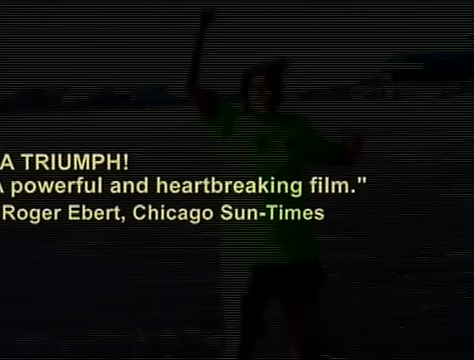 A TRIUMPH!
A powerful and heartbreaking film."
Roger Ebert, Chicago Sun-Times